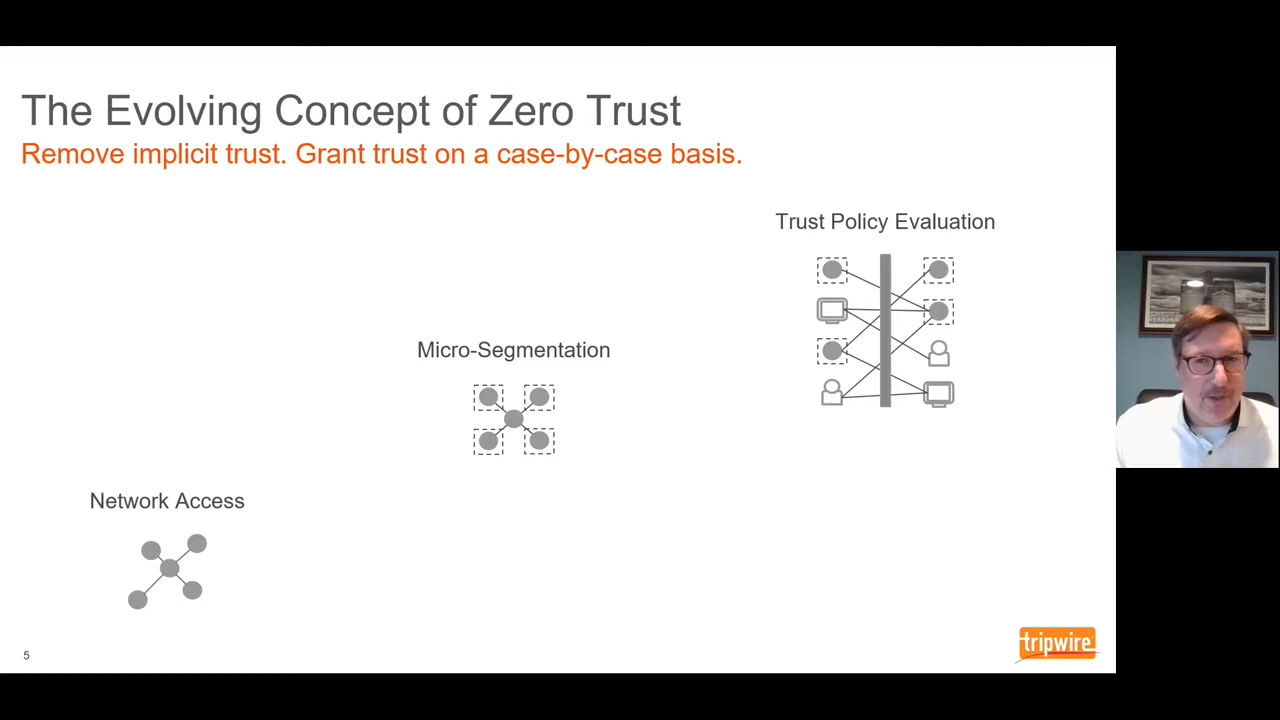 The Evolving Concept of Zero Trust
Remove implicit trust. Grant trust on a case-by-case basis.
Trust Policy Evaluation
Micro-Segmentation
Network Access
5
tripwire